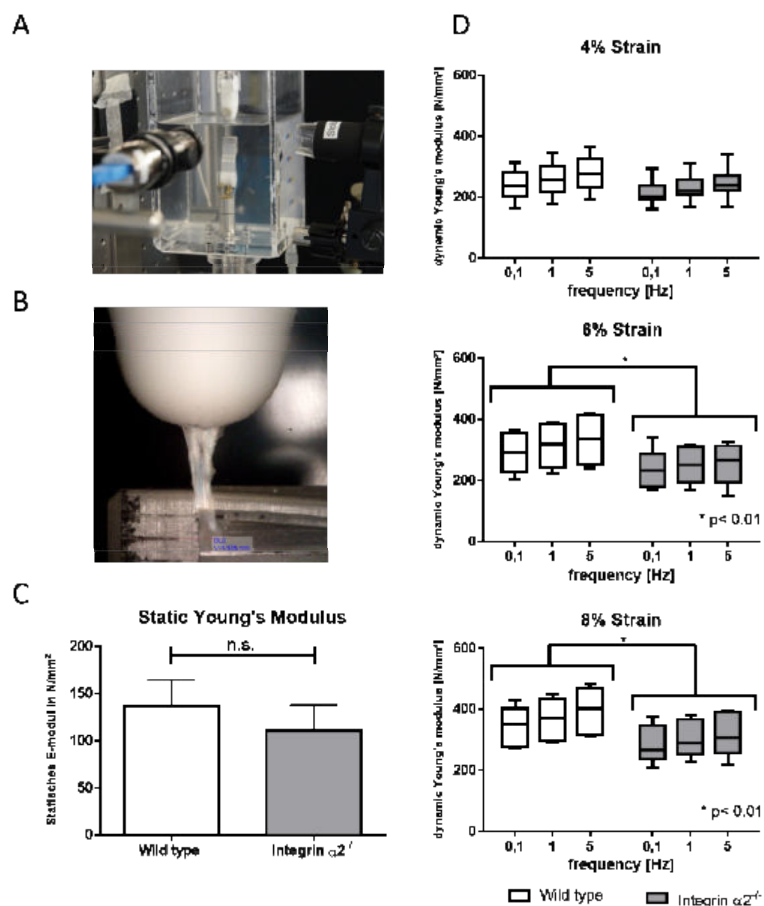 A
B
C
Static Young's Modulus
n.s.
Statisches E-modul in N/mm²
200
150
100
50
0
Wild type
Integrin α2⁻/⁻
D
4% Strain
dynamic Young's modulus [N/mm²]
600
400
200
0
0,1 1 5 0,1 1 5
frequency [Hz]
6% Strain
dynamic Young's modulus [N/mm²]
600
400
200
0
*
* p< 0.01
0,1 1 5 0,1 1 5
frequency [Hz]
8% Strain
dynamic Young's modulus [N/mm²]
600
400
200
0
*
* p< 0.01
0,1 1 5 0,1 1 5
frequency [Hz]
Wild type
Integrin α2⁻/⁻